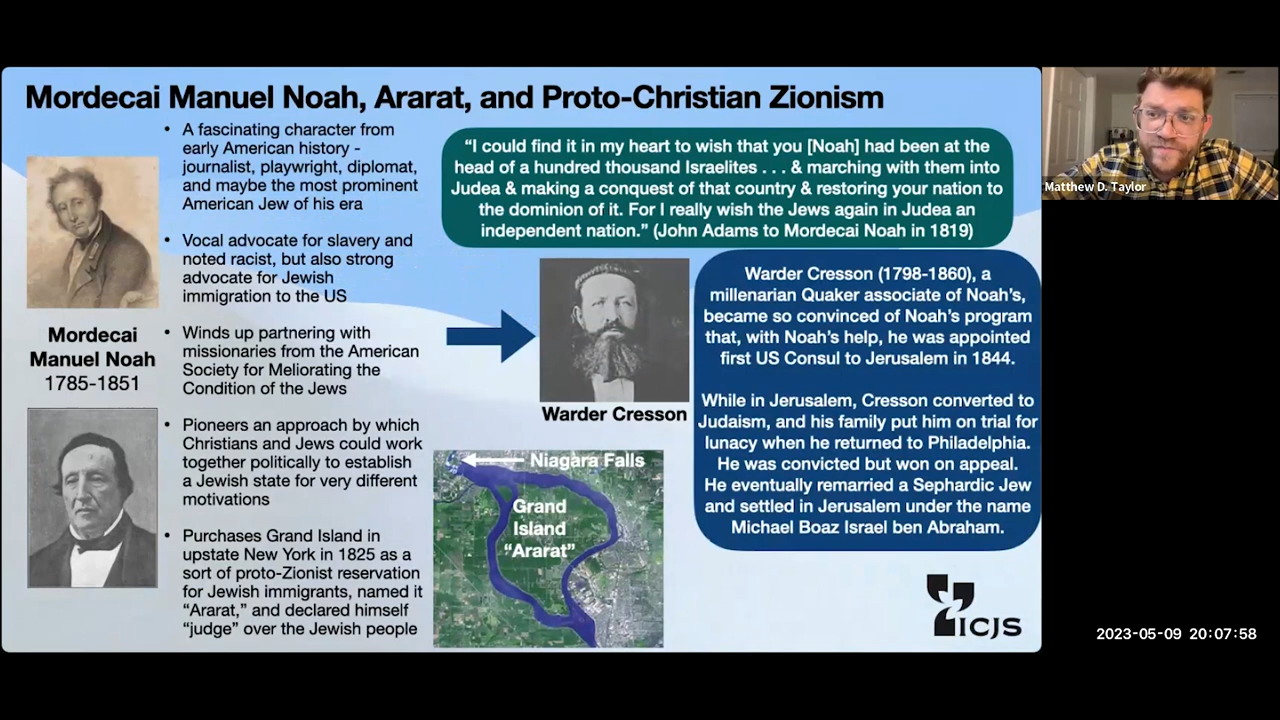 Mordecai Manuel Noah, Ararat, and Proto-Christian Zionism
Mordecai
Manuel Noah
1785-1851
• A fascinating character from
early American history -
journalist, playwright, diplomat,
and maybe the most prominent
American Jew of his era
• Vocal advocate for slavery and
noted racist, but also strong
advocate for Jewish
immigration to the US
• Winds up partnering with
missionaries from the American
Society for Meliorating the
Condition of the Jews
• Pioneers an approach by which
Christians and Jews could work
together politically to establish
a Jewish state for very different
motivations
• Purchases Grand Island in
upstate New York in 1825 as a
sort of proto-Zionist reservation
for Jewish immigrants, named it
“Ararat,” and declared himself
“judge” over the Jewish people
“I could find it in my heart to wish that you [Noah] had been at the
head of a hundred thousand Israelites . . . & marching with them into
Judea & making a conquest of that country & restoring your nation to
the dominion of it. For I really wish the Jews again in Judea an
independent nation.” (John Adams to Mordecai Noah in 1819)
Warder Cresson
Niagara Falls
Grand
Island
“Ararat”
Warder Cresson (1798-1860), a
millenarian Quaker associate of Noah’s,
became so convinced of Noah’s program
that, with Noah’s help, he was appointed
first US Consul to Jerusalem in 1844.
While in Jerusalem, Cresson converted to
Judaism, and his family put him on trial for
lunacy when he returned to Philadelphia.
He was convicted but won on appeal.
He eventually remarried a Sephardic Jew
and settled in Jerusalem under the name
Michael Boaz Israel ben Abraham.
ICJS
Matthew D. Taylor
2023-05-09 20:07:58